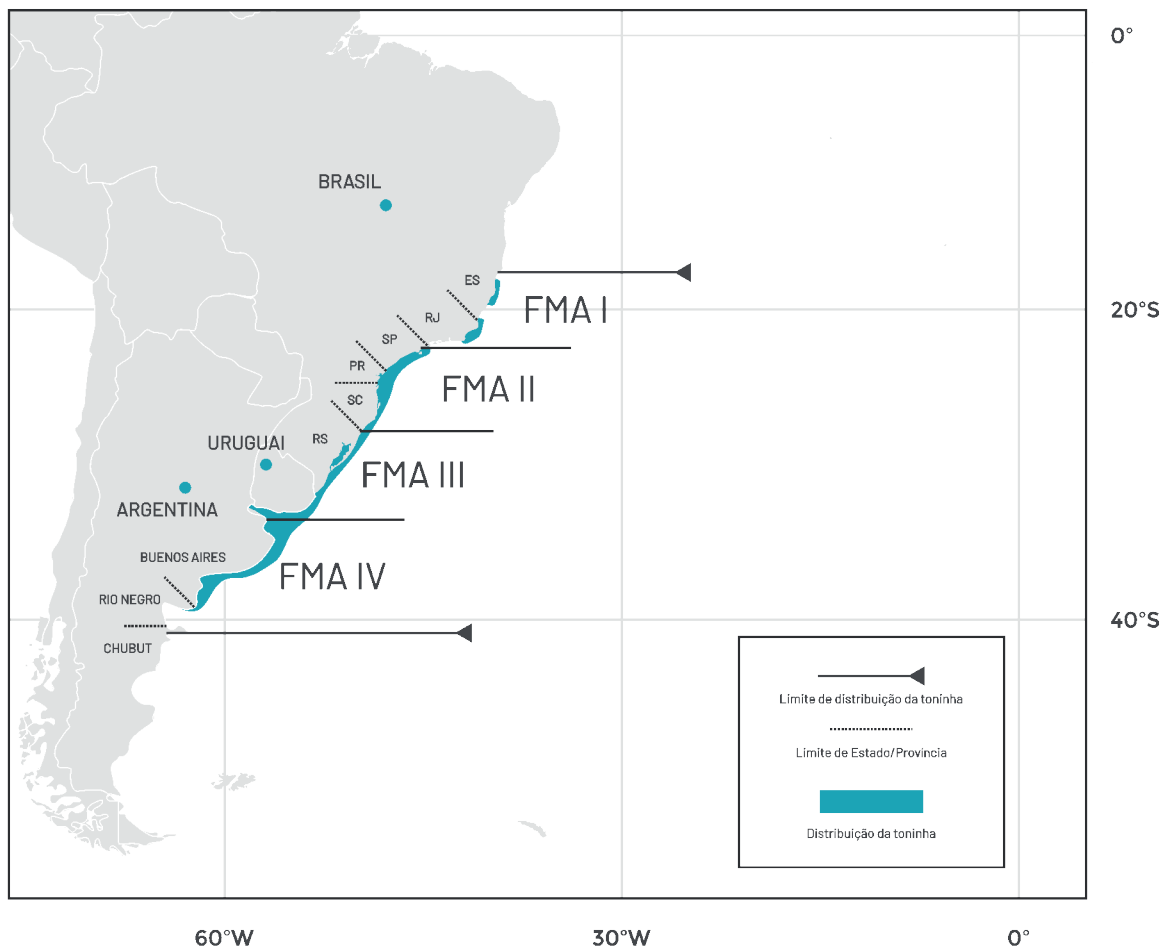 0°
BRASIL
ES
FMA I
20°S
RJ
SP
PR
FMA II
SC
RS
URUGUAI
FMA III
ARGENTINA
BUENOS AIRES
FMA IV
RIO NEGRO
40°S
CHUBUT
Limite de distribuição da toninha
Limite de Estado/Província
Distribuição da toninha
60°W
30°W
0°